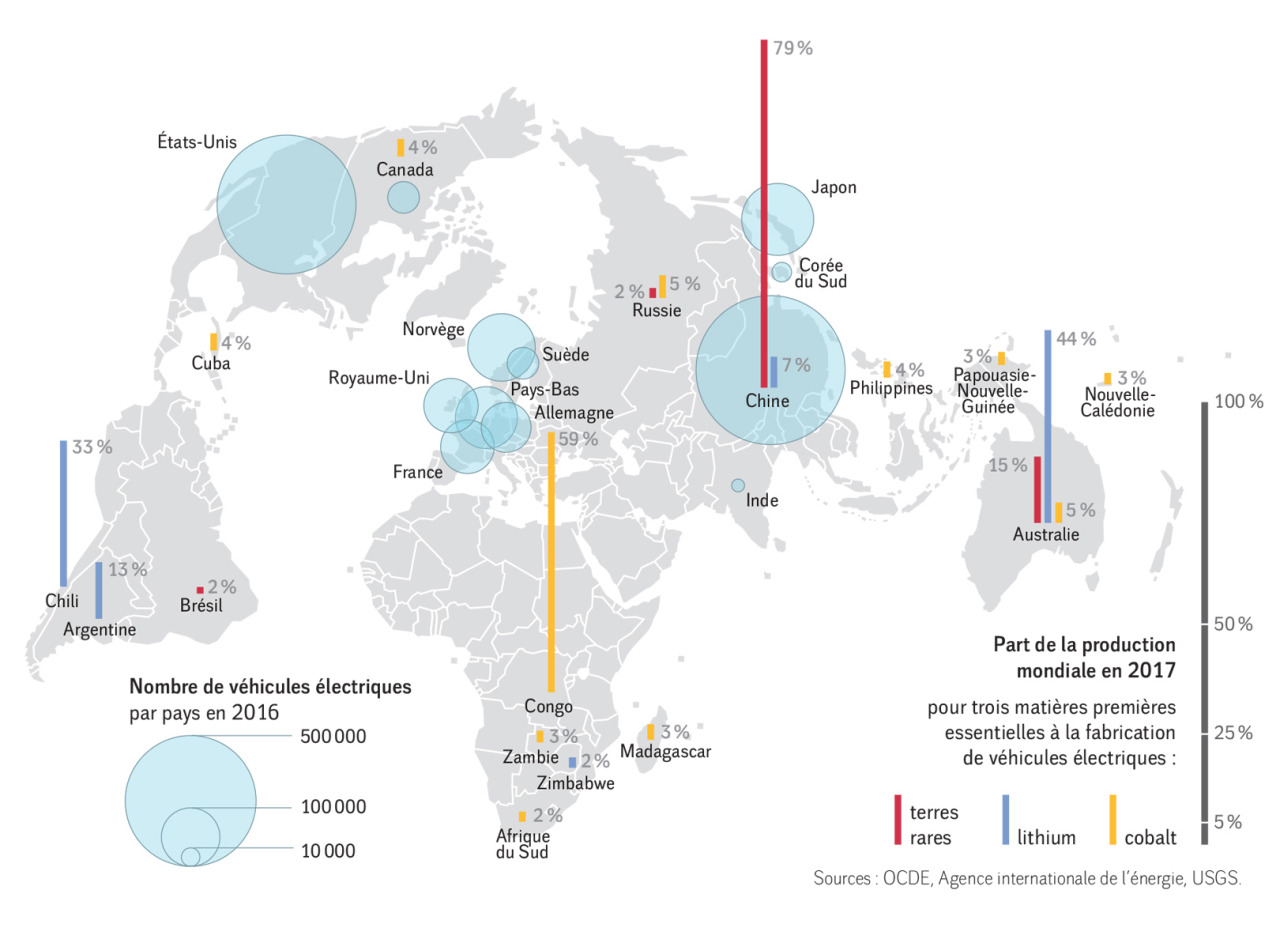 79 %
États-Unis
4 %
Canada
Japon
Corée
du Sud
2 %
5 %
Russie
Norvège
Suède
4 %
Cuba
Royaume-Uni
Pays-Bas
Allemagne
7 %
Chine
4 %
Philippines
3 %
Papouasie-
Nouvelle-
Guinée
44 %
3 %
Nouvelle-
Calédonie
100 %
33 %
59 %
France
Inde
15 %
5 %
Australie
13 %
2 %
Chili
Brésil
Argentine
50 %
Part de la production
mondiale en 2017
pour trois matières premières
essentielles à la fabrication
de véhicules électriques :
25 %
5 %
terres
rares
lithium
cobalt
Congo
3 %
Zambie
3 %
Madagascar
2 %
Zimbabwe
2 %
Afrique
du Sud
Nombre de véhicules électriques
par pays en 2016
500 000
100 000
10 000
Sources : OCDE, Agence internationale de l’énergie, USGS.